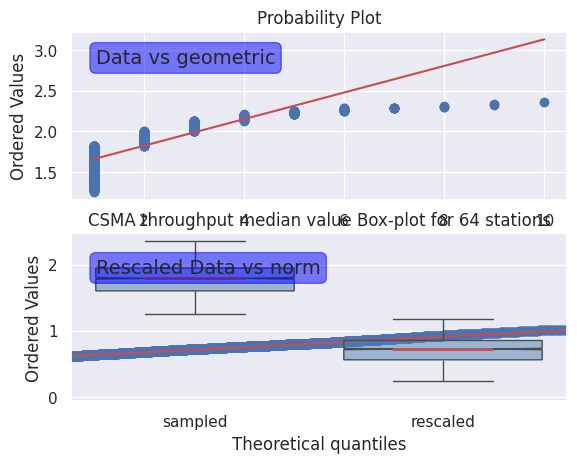 Probability Plot
Data vs geometric
Ordered Values
3.0
2.5
2.0
1.5
2
4
6
8
10
CSMA throughput median value Box-plot for 64 stations
Rescaled Data vs norm
Ordered Values
2
1
0
sampled
rescaled
Theoretical quantiles